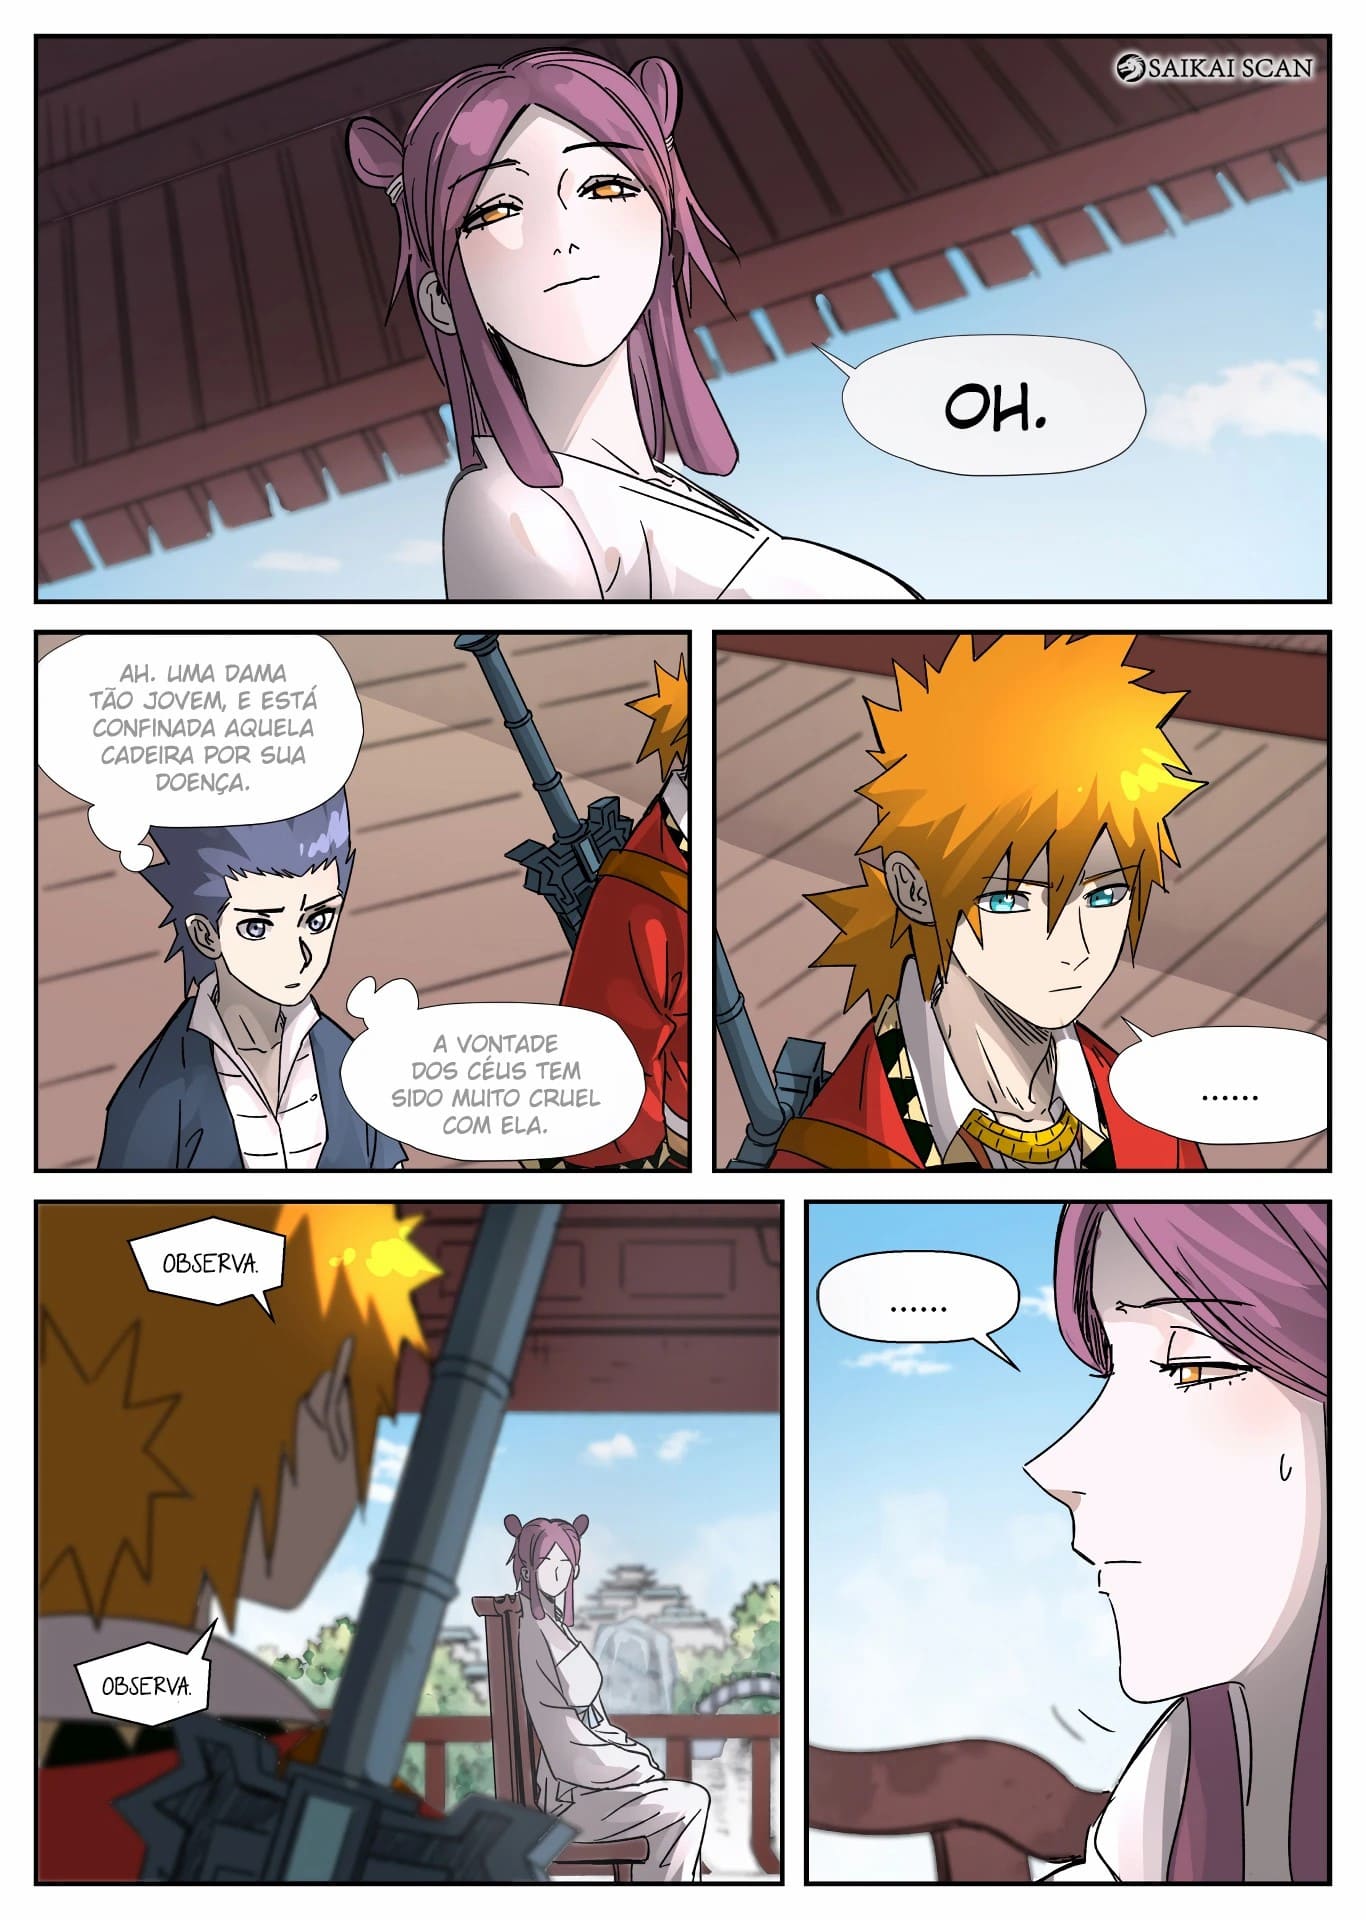 SAIKAI SCAN
OH.
AH. UMA DAMA
TÃO JOVEM, E ESTÁ
CONFINADA AQUELA
CADEIRA POR SUA
DOENÇA.
A VONTADE
DOS CÉUS TEM
SIDO MUITO CRUEL
COM ELA.
......
OBSERVA.
OBSERVA.
......